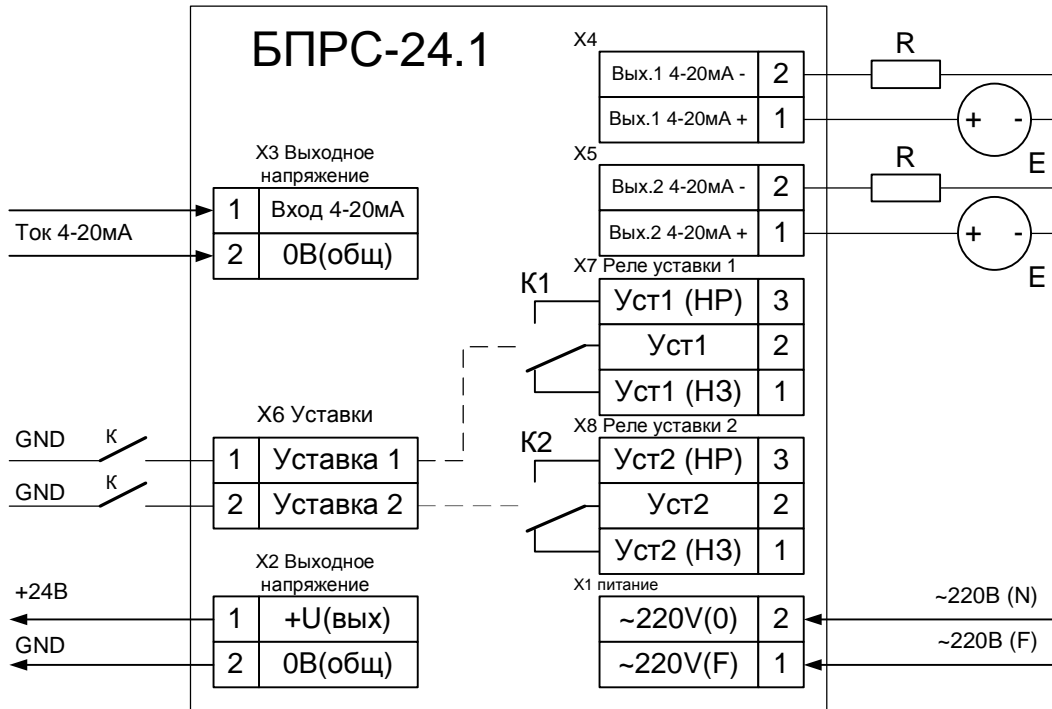 БПРС-24.1
X4
R
Вых.1 4-20мА -
2
Вых.1 4-20мА +
1
+
-
E
X5
R
Вых.2 4-20мА -
2
Вых.2 4-20мА +
1
+
-
E
X3 Выходное
напряжение
Ток 4-20мА
1
Вход 4-20мА
2
0В(общ)
X7 Реле уставки 1
К1
Уст1 (НР)
3
Уст1
2
Уст1 (НЗ)
1
X6 Уставки
GND
К
1
Уставка 1
GND
К
2
Уставка 2
X8 Реле уставки 2
К2
Уст2 (НР)
3
Уст2
2
Уст2 (НЗ)
1
X2 Выходное
напряжение
+24В
1
+U(вых)
GND
2
0В(общ)
X1 питание
~220V(0)
2
~220В (N)
~220V(F)
1
~220В (F)